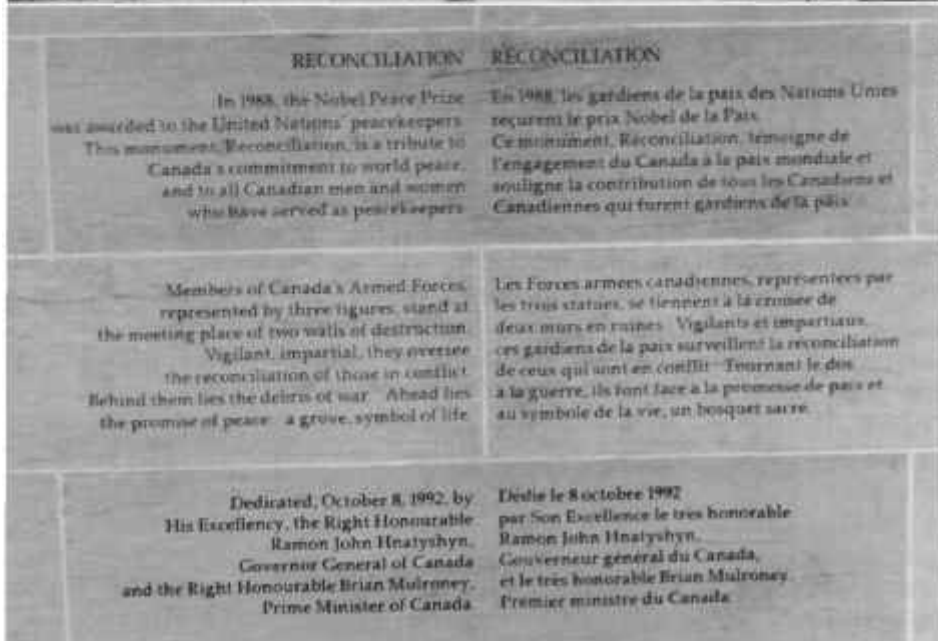 RECONCILIATION
In 1988, the Nobel Peace Prize
was awarded to the United Nations' peacekeepers.
This monument, Reconciliation, is a tribute to
Canada's commitment to world peace,
and to all Canadian men and women
who have served as peacekeepers.
Members of Canada's Armed Forces,
represented by three figures, stand at
the meeting place of two walls of destruction.
Vigilant, impartial, they oversee
the reconciliation of those in conflict.
Behind them lies the debris of war. Ahead lies
the promise of peace: a grove, symbol of life.
Dedicated, October 8, 1992, by
His Excellency, the Right Honourable
Ramon John Hnatyshyn,
Governor General of Canada
and the Right Honourable Brian Mulroney,
Prime Minister of Canada
RÉCONCILIATION
En 1988, les gardiens de la paix des Nations Unies
reçurent le prix Nobel de la Paix.
Ce monument, Réconciliation, témoigne de
l'engagement du Canada à la paix mondiale et
souligne la contribution de tous les Canadiens et
Canadiennes qui furent gardiens de la paix.
Les Forces armées canadiennes, représentées par
les trois statues, se tiennent à la croisée de
deux murs en ruines. Vigilants et impartiaux,
ces gardiens de la paix surveillent la réconciliation
de ceux qui sont en conflit. Tournant le dos
à la guerre, ils font face à la promesse de paix et
au symbole de la vie, un bosquet sacré.
Dédié le 8 octobre 1992
par Son Excellence le très honorable
Ramon John Hnatyshyn,
Gouverneur général du Canada,
et le très honorable Brian Mulroney
Premier ministre du Canada